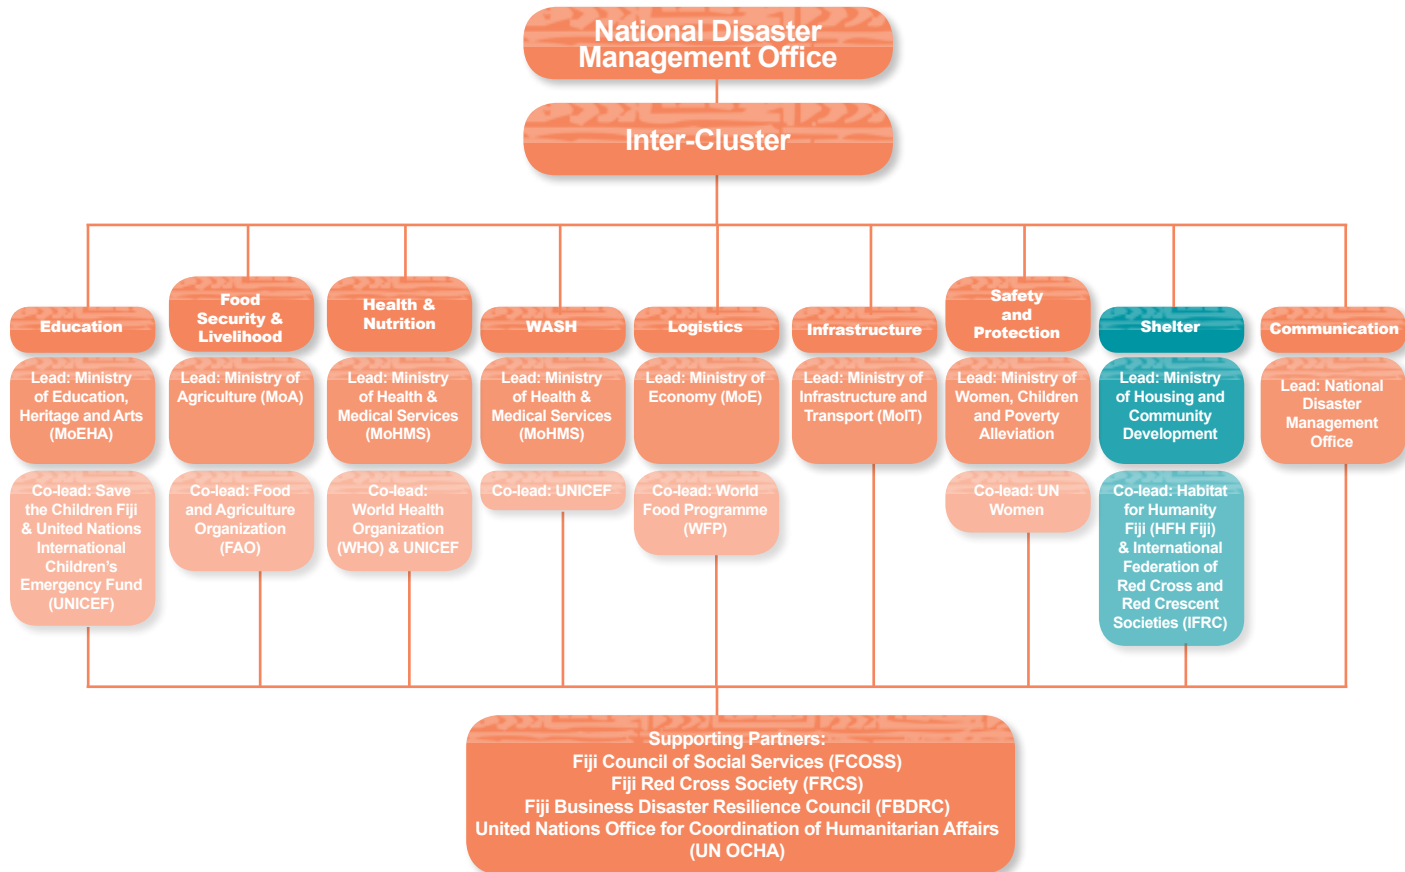 National Disaster
Management Office
Inter-Cluster
Education
Lead: Ministry
of Education,
Heritage and Arts
(MoEHA)
Co-lead: Save
the Children Fiji
& United Nations
International
Children's
Emergency Fund
(UNICEF)
Food
Security &
Livelihood
Lead: Ministry of
Agriculture (MoA)
Co-lead: Food
and Agriculture
Organization
(FAO)
Health &
Nutrition
Lead: Ministry
of Health &
Medical Services
(MoHMS)
Co-lead:
World Health
Organization
(WHO) & UNICEF
WASH
Lead: Ministry
of Health &
Medical Services
(MoHMS)
Co-lead: UNICEF
Logistics
Lead: Ministry of
Economy (MoE)
Co-lead: World
Food Programme
(WFP)
Infrastructure
Lead: Ministry of
Infrastructure and
Transport (MoIT)
Safety
and
Protection
Lead: Ministry of
Women, Children
and Poverty
Alleviation
Co-lead: UN
Women
Shelter
Lead: Ministry
of Housing and
Community
Development
Co-lead: Habitat
for Humanity
Fiji (HFH Fiji)
& International
Federation of
Red Cross and
Red Crescent
Societies (IFRC)
Communication
Lead: National
Disaster
Management
Office
Supporting Partners:
Fiji Council of Social Services (FCOSS)
Fiji Red Cross Society (FRCS)
Fiji Business Disaster Resilience Council (FBDRC)
United Nations Office for Coordination of Humanitarian Affairs
(UN OCHA)